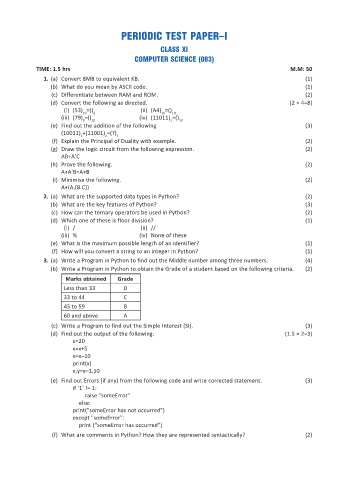 PERIODIC TEST PAPER–I
CLASS XI
COMPUTER SCIENCE (083)
TIME: 1.5 hrs M.M: 50
1. (a) Convert 8MB to equivalent KB. (1)
(b) What do you mean by ASCII code. (1)
(c) Differentiate between RAM and ROM. (2)
(d) Convert the following as directed. (2 × 4=8)
(i) (53)₁₀=()₂ (ii) (A4)₁₆=()₁₀
(iii) (79)₈=()₁₀ (iv) (11011)₂=()₁₀
(e) Find out the addition of the following (3)
(10011)₂+(11001)₂=(?)₂
(f) Explain the Principal of Duality with example. (2)
(g) Draw the logic circuit from the following expression. (2)
AB+A'C
(h) Prove the following. (2)
A+A'B=A+B
(i) Minimise the following. (2)
A+(A.(B.C))
2. (a) What are the supported data types in Python? (2)
(b) What are the key features of Python? (3)
(c) How can the ternary operators be used in Python? (2)
(d) Which one of these is floor division? (1)
(i) / (ii) //
(iii) % (iv) None of these
(e) What is the maximum possible length of an identifier? (1)
(f) How will you convert a string to an integer in Python? (1)
3. (a) Write a Program in Python to find out the Middle number among three numbers. (4)
(b) Write a Program in Python to obtain the Grade of a student based on the following criteria. (2)
Marks obtained Grade
Less than 33 D
33 to 44 C
45 to 59 B
60 and above A
(c) Write a Program to find out the Simple Interest (SI). (3)
(d) Find out the output of the following. (1.5 × 2=3)
x=20
x=x+5
x=x–10
print(x)
x,y=x–1,50
(e) Find out Errors (if any) from the following code and write corrected statement. (3)
if '1' != 1:
raise "someError"
else:
print("someError has not occurred")
except "someError":
print ("someError has occurred")
(f) What are comments in Python? How they are represented syntactically? (2)